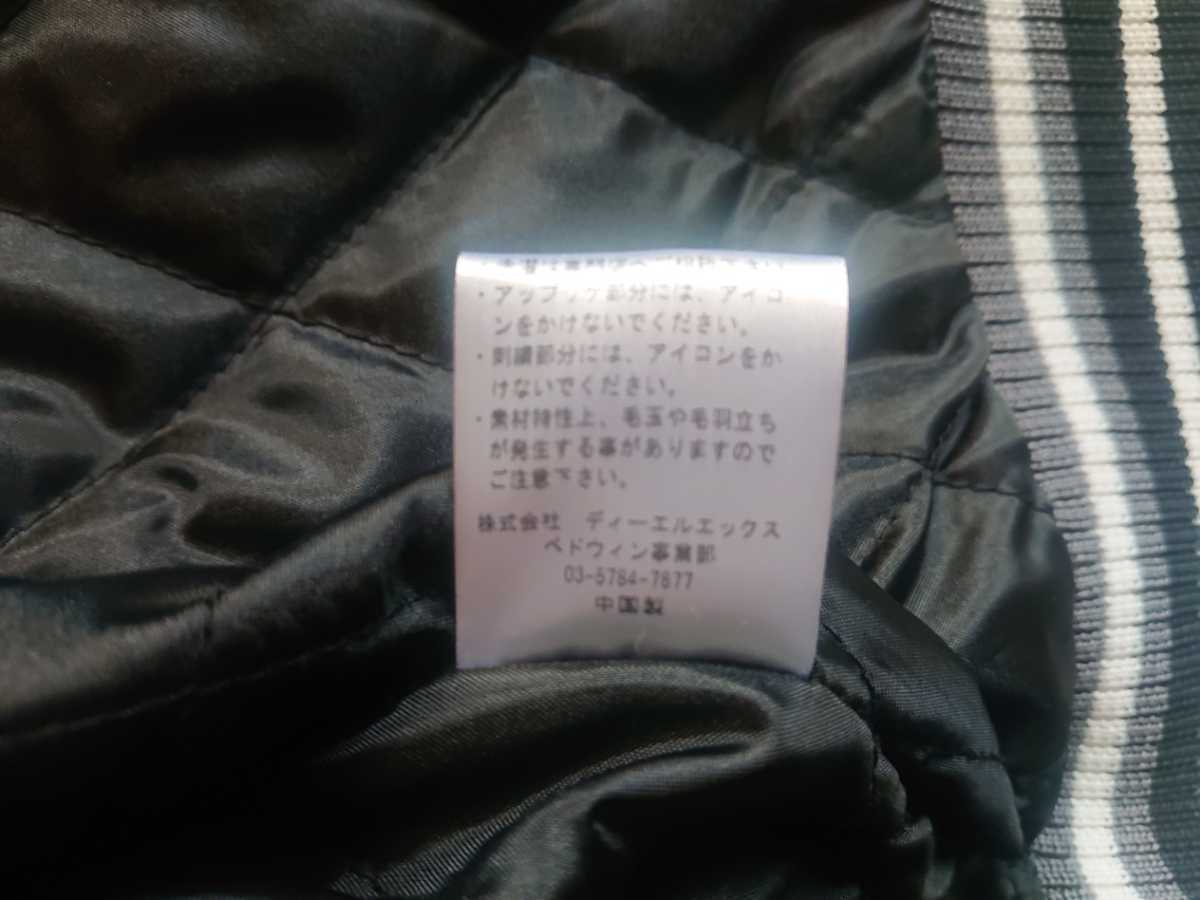 ・アップリケ部分には、アイコ
ンをかけないでください。
・刺繍部分には、アイコンをか
けないでください。
・素材特性上、毛玉や毛羽立ち
が発生する事がありますので
ご注意下さい。
株式会社 ディーエルエックス
ベドウィン事業部
03-5784-7877
中国製